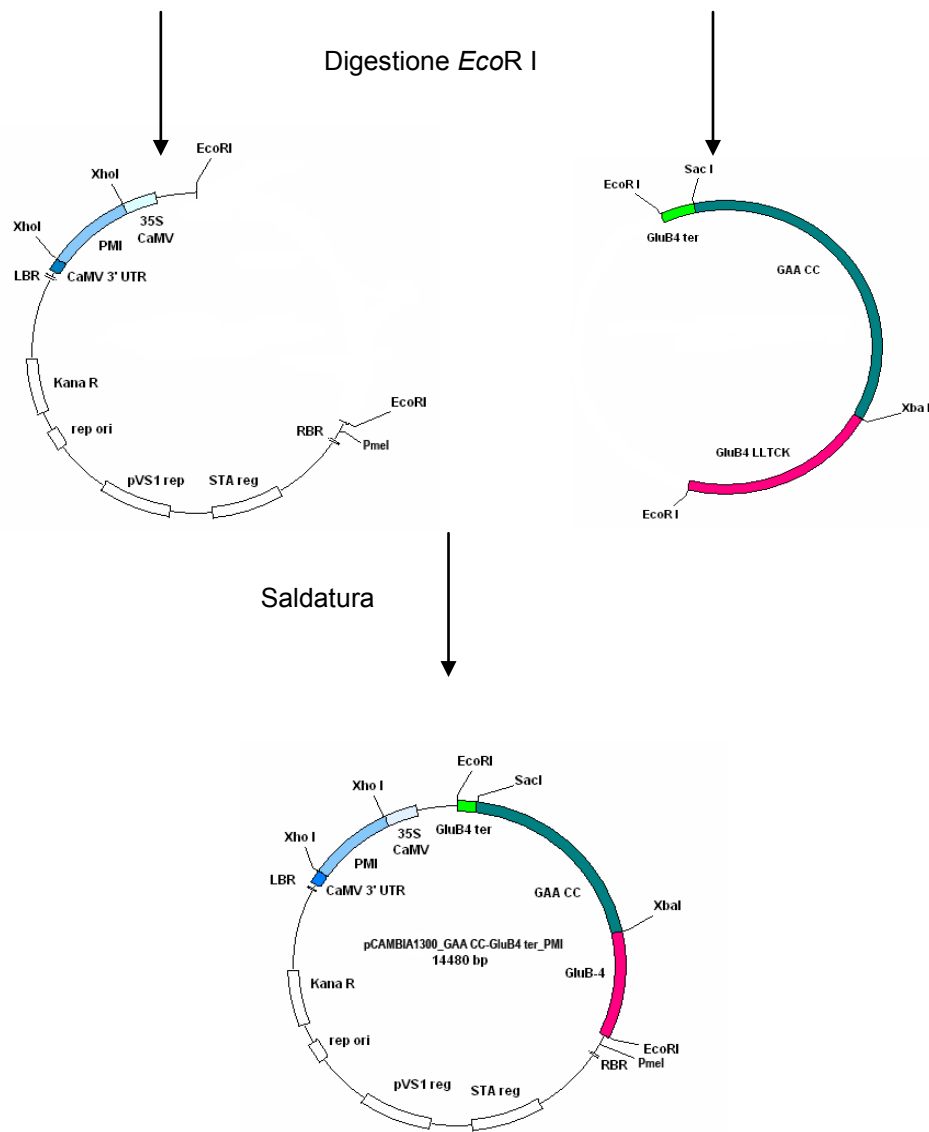 Digestione EcoR I
EcoRI
XhoI
35S
CaMV
XhoI
PMI
LBR
CaMV 3' UTR
Kana R
rep ori
pVS1 rep
STA reg
RBR
EcoRI
PmeI
Sac I
EcoR I
GluB4 ter
GAA CC
Xba I
GluB4 LLTCK
EcoR I
Saldatura
EcoRI
SacI
Xho I
35S
CaMV
GluB4 ter
Xho I
PMI
LBR
CaMV 3' UTR
GAA CC
XbaI
pCAMBIA1300_GAA CC-GluB4 ter_PMI
14480 bp
GluB-4
Kana R
rep ori
EcoRI
PmeI
RBR
pVS1 reg
STA reg